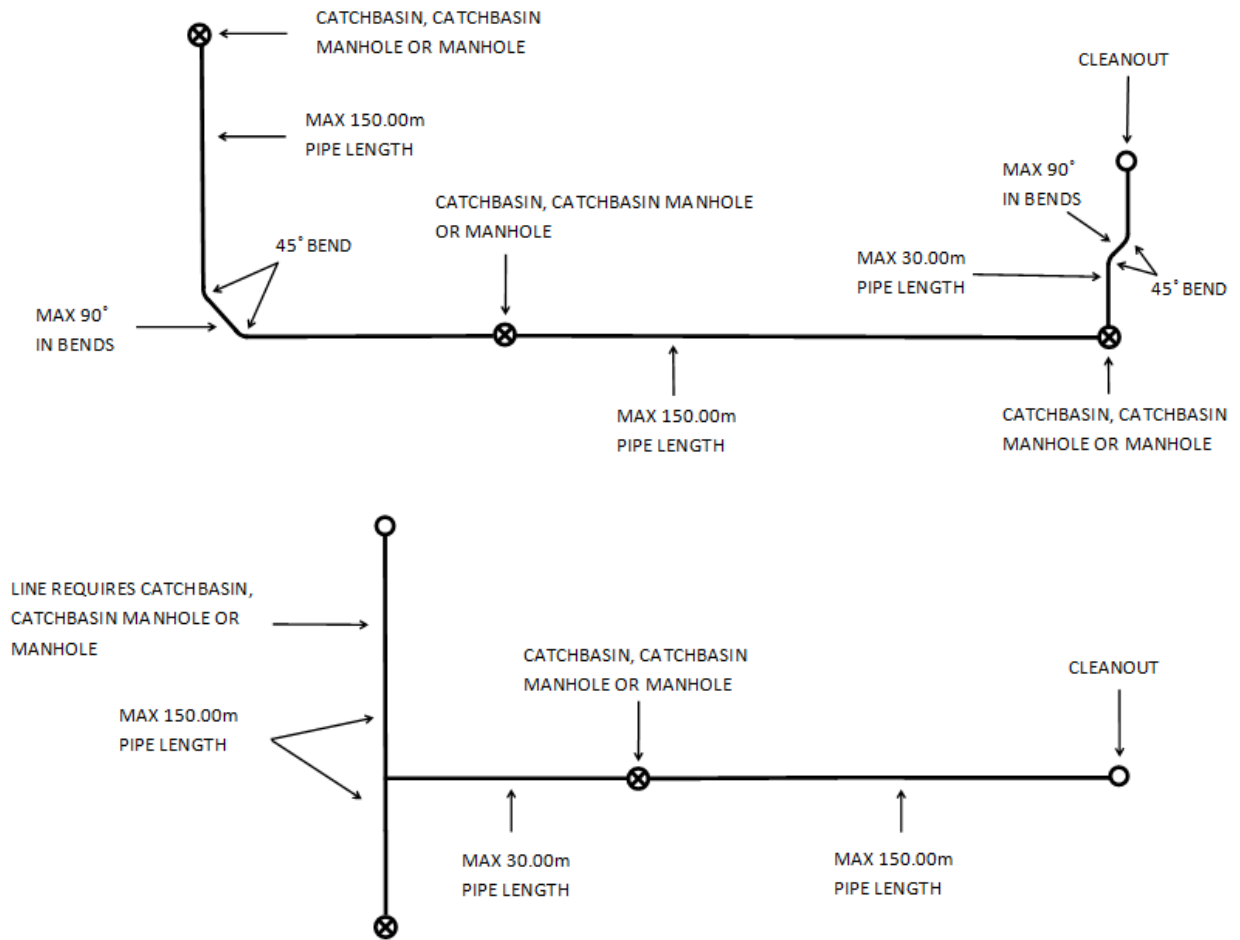 CATCHBASIN, CATCHBASIN
MANHOLE OR MANHOLE
CLEANOUT
MAX 150.00m
PIPE LENGTH
MAX 90˚
IN BENDS
CATCHBASIN, CATCHBASIN MANHOLE
OR MANHOLE
45˚ BEND
MAX 30.00m
PIPE LENGTH
45˚ BEND
MAX 90˚
IN BENDS
MAX 150.00m
PIPE LENGTH
CATCHBASIN, CATCHBASIN
MANHOLE OR MANHOLE
LINE REQUIRES CATCHBASIN,
CATCHBASIN MANHOLE OR
MANHOLE
CATCHBASIN, CATCHBASIN
MANHOLE OR MANHOLE
CLEANOUT
MAX 150.00m
PIPE LENGTH
MAX 30.00m
PIPE LENGTH
MAX 150.00m
PIPE LENGTH